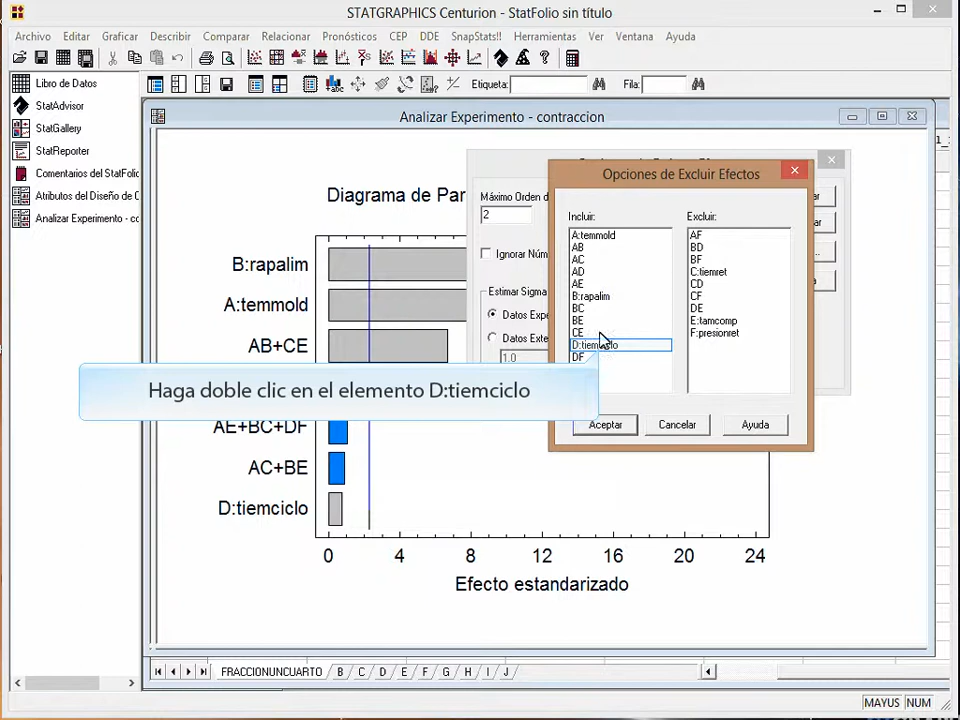 STATGRAPHICS Centurion - StatFolio sin título
Archivo Editar Graficar Describir Comparar Relacionar Pronósticos CEP DDE SnapStats!! Herramientas Ver Ventana Ayuda
Etiqueta: Fila:
Libro de Datos
StatAdvisor
StatGallery
StatReporter
Comentarios del StatFolio
Atributos del Diseño de C
Analizar Experimento - co
Analizar Experimento - contraccion
Diagrama de Par
B:rapalim
A:temmold
AB+CE
AE+BC+DF
AC+BE
D:tiemciclo
0 4 8 12 16 20 24
Efecto estandarizado
Máximo Orden d
2
Ignorar Núm
Estimar Sigma
Datos Expe
Datos Exte
1.0
Opciones de Excluir Efectos
Incluir: Excluir:
A:temmold
AB
AC
AD
AE
B:rapalim
BC
BE
CE
D:tiemciclo
DF
AF
BD
BF
C:tiemret
CD
CF
DE
E:tamcomp
F:presionret
Aceptar Cancelar Ayuda
Haga doble clic en el elemento D:tiemciclo
FRACCIONUNCUARTO B C D E F G H I J
MAYUS NUM